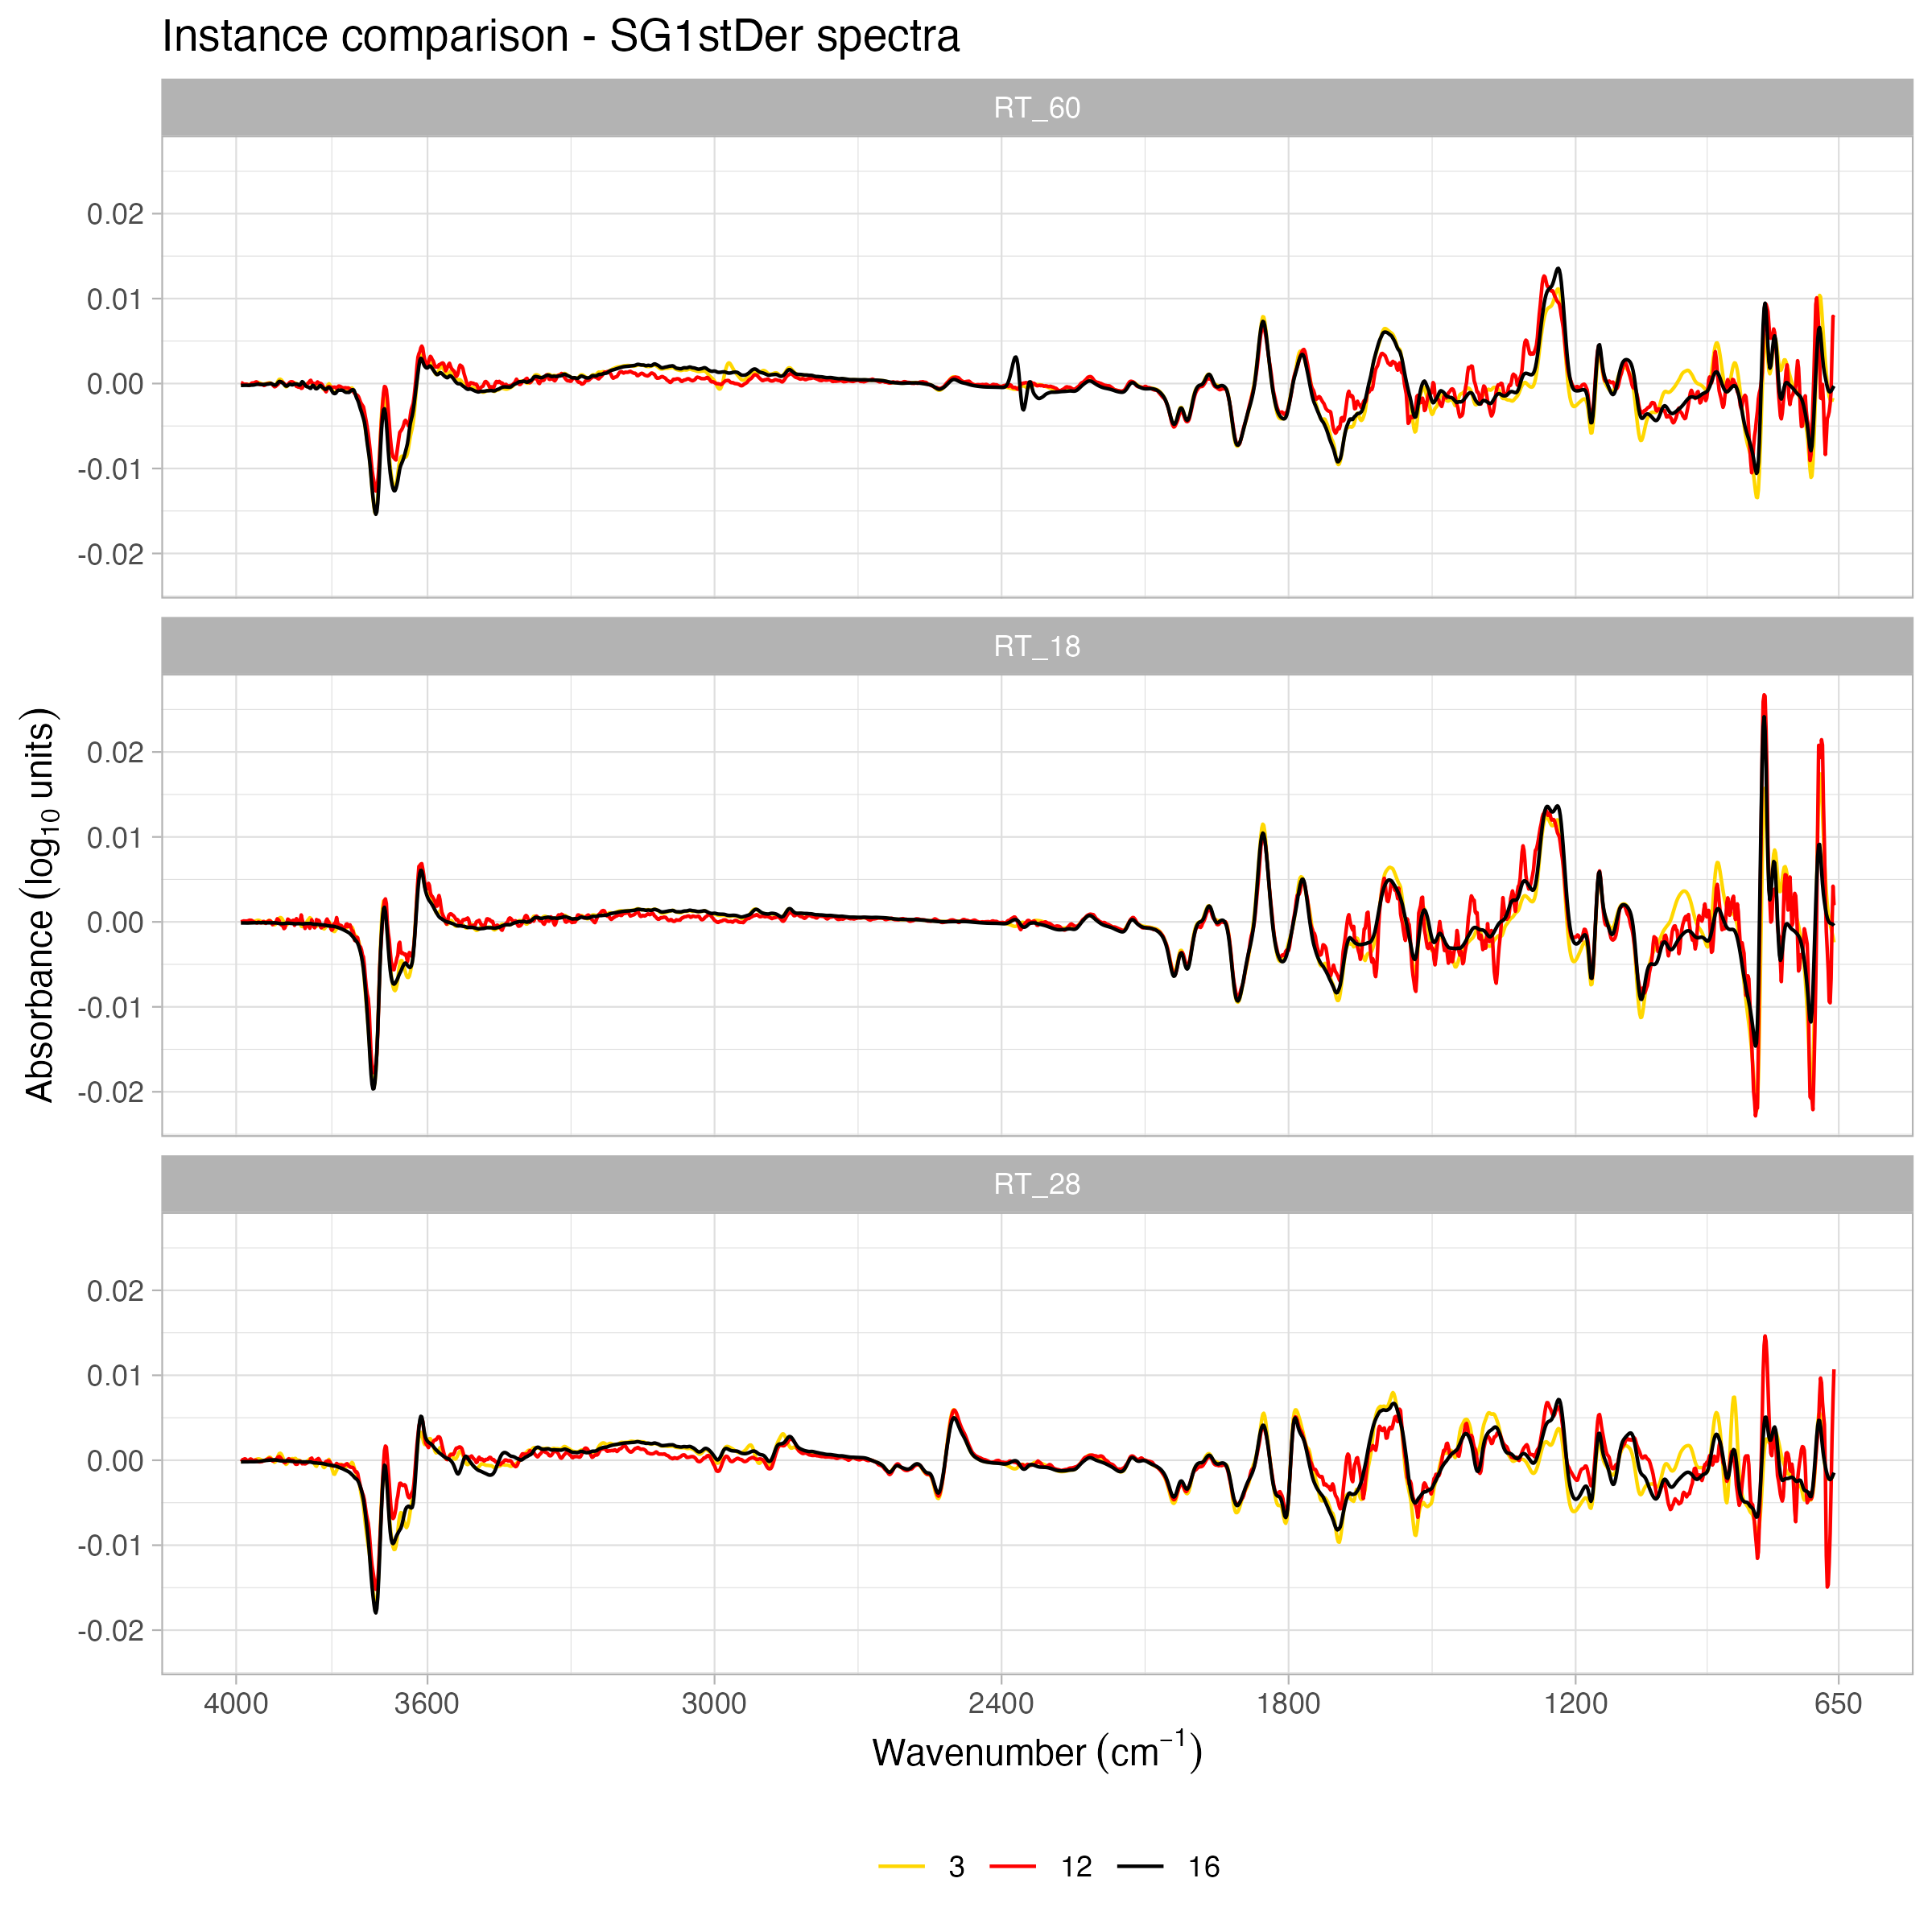 Instance comparison - SG1stDer spectra
RT_60
0.02
0.01
0.00
-0.01
-0.02
RT_18
0.02
0.01
0.00
-0.01
-0.02
RT_28
0.02
0.01
0.00
-0.01
-0.02
Absorbance (log₁₀ units)
4000 3600 3000 2400 1800 1200 650
Wavenumber (cm⁻¹)
3 12 16